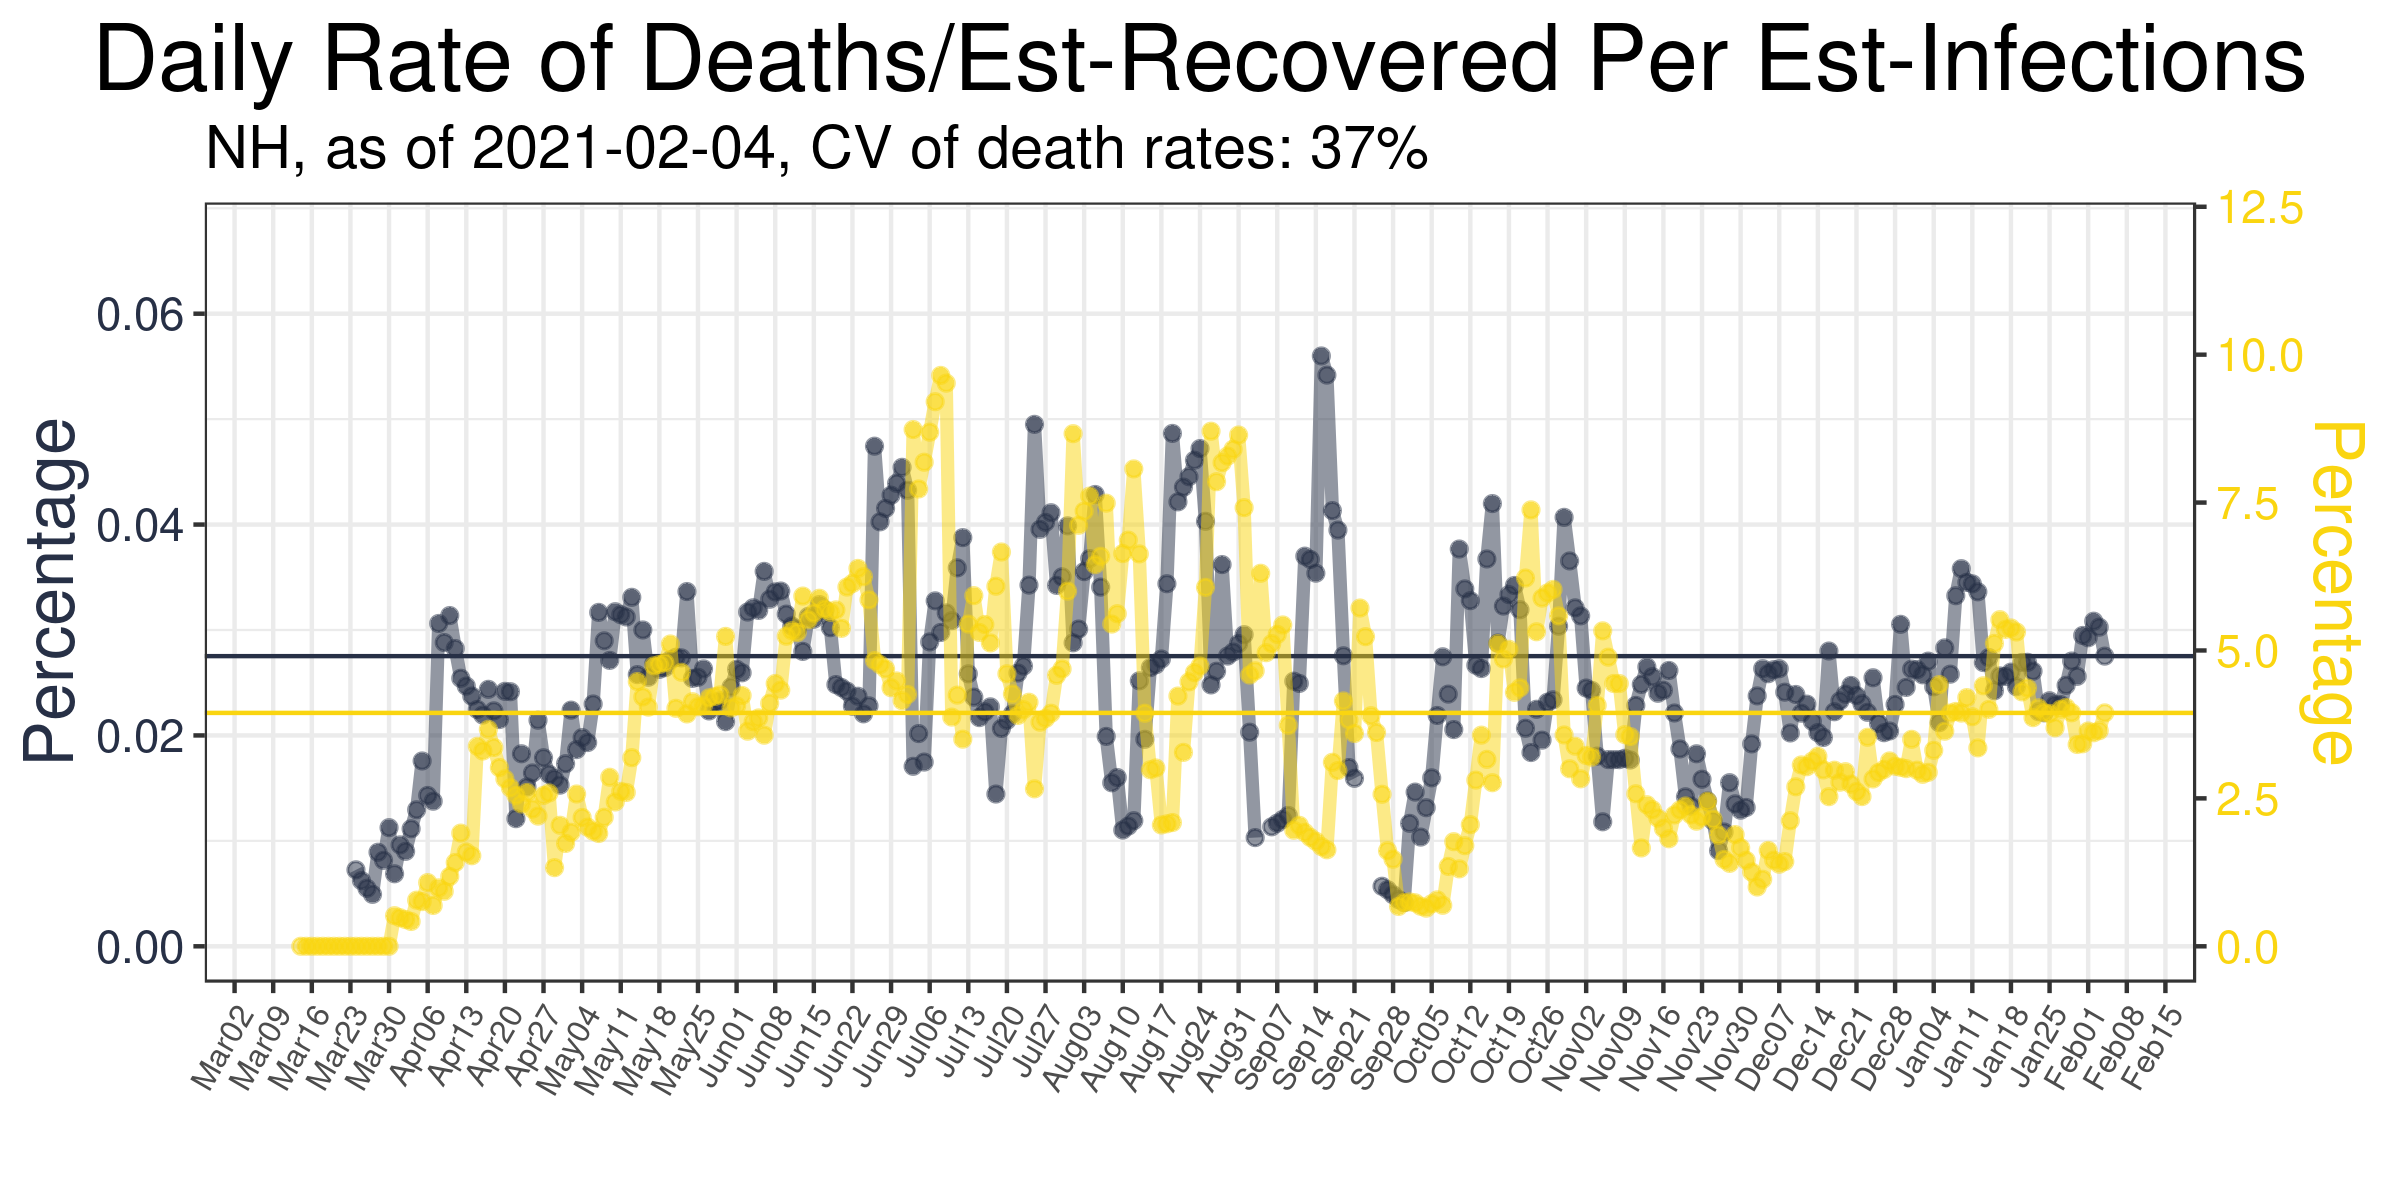 Daily Rate of Deaths/Est-Recovered Per Est-Infections
NH, as of 2021-02-04, CV of death rates: 37%
Percentage
0.06
0.04
0.02
0.00
12.5
10.0
7.5
5.0
2.5
0.0
Percentage
Mar02
Mar09
Mar16
Mar23
Mar30
Apr06
Apr13
Apr20
Apr27
May04
May11
May18
May25
Jun01
Jun08
Jun15
Jun22
Jun29
Jul06
Jul13
Jul20
Jul27
Aug03
Aug10
Aug17
Aug24
Aug31
Sep07
Sep14
Sep21
Sep28
Oct05
Oct12
Oct19
Oct26
Nov02
Nov09
Nov16
Nov23
Nov30
Dec07
Dec14
Dec21
Dec28
Jan04
Jan11
Jan18
Jan25
Feb01
Feb08
Feb15